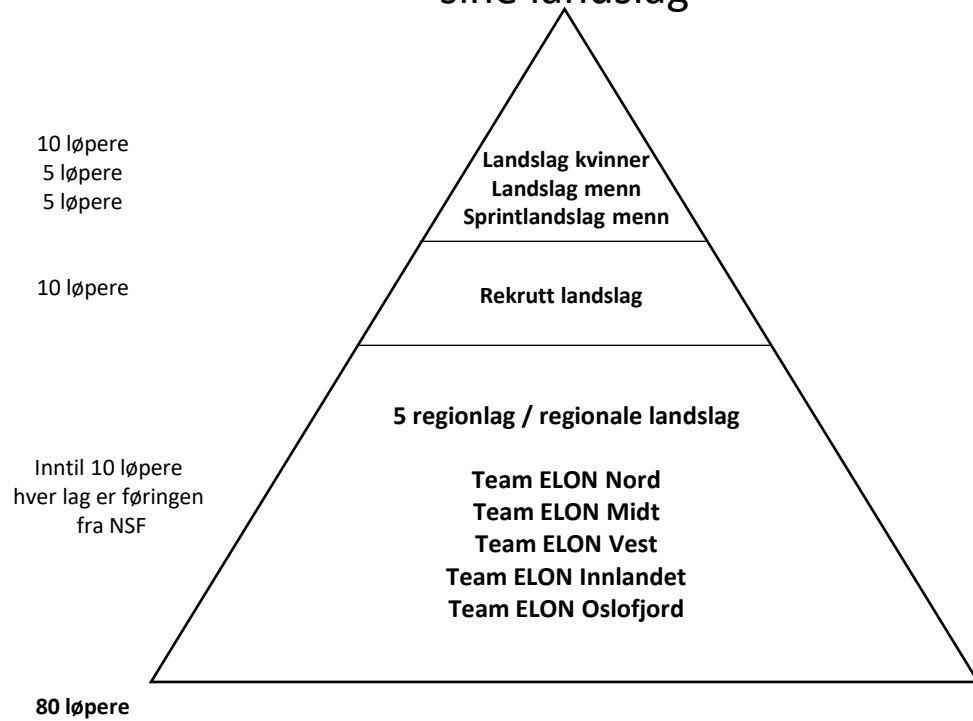 sine landslag
10 løpere
5 løpere
5 løpere
Landslag kvinner
Landslag menn
Sprintlandslag menn
10 løpere
Rekrutt landslag
5 regionlag / regionale landslag
Inntil 10 løpere
hver lag er føringen
fra NSF
Team ELON Nord
Team ELON Midt
Team ELON Vest
Team ELON Innlandet
Team ELON Oslofjord
80 løpere